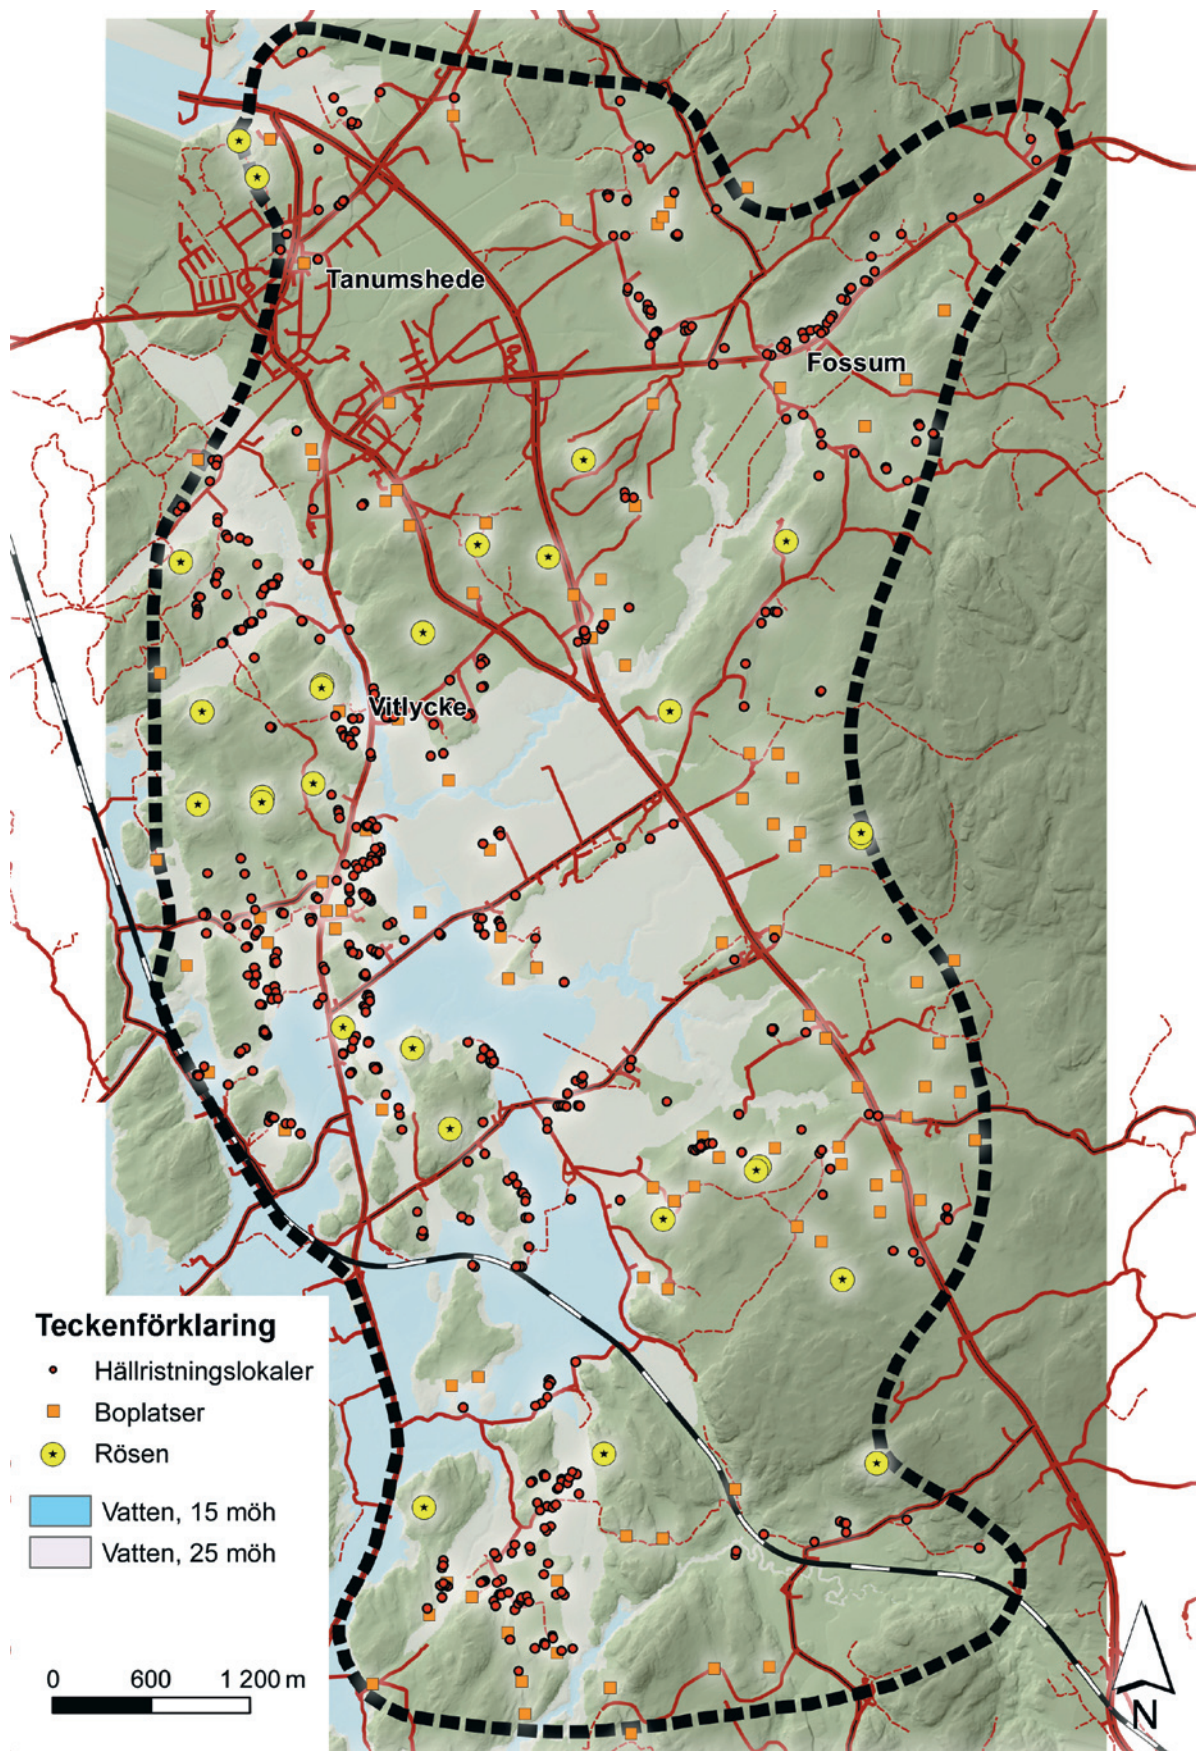 Tanumshede
Fossum
Vitlycke
Teckenförklaring
Hällristningslokaler
Boplatser
Rösen
Vatten, 15 möh
Vatten, 25 möh
0 600 1 200 m
N